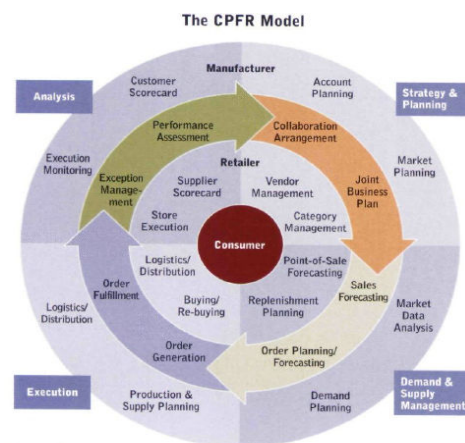 The CPFR Model
Manufacturer
Customer
Scorecard
Account
Planning
Analysis
Strategy &
Planning
Performance
Assessment
Collaboration
Arrangement
Execution
Monitoring
Retailer
Market
Planning
Exception
Manage-
ment
Supplier
Scorecard
Vendor
Management
Joint
Business
Plan
Store
Execution
Category
Management
Consumer
Logistics/
Distribution
Point-of-Sale
Forecasting
Order
Fulfillment
Sales
Forecasting
Logistics/
Distribution
Buying/
Re-buying
Replenishment
Planning
Market
Data
Analysis
Order
Generation
Order Planning/
Forecasting
Execution
Production &
Supply Planning
Demand
Planning
Demand &
Supply
Management